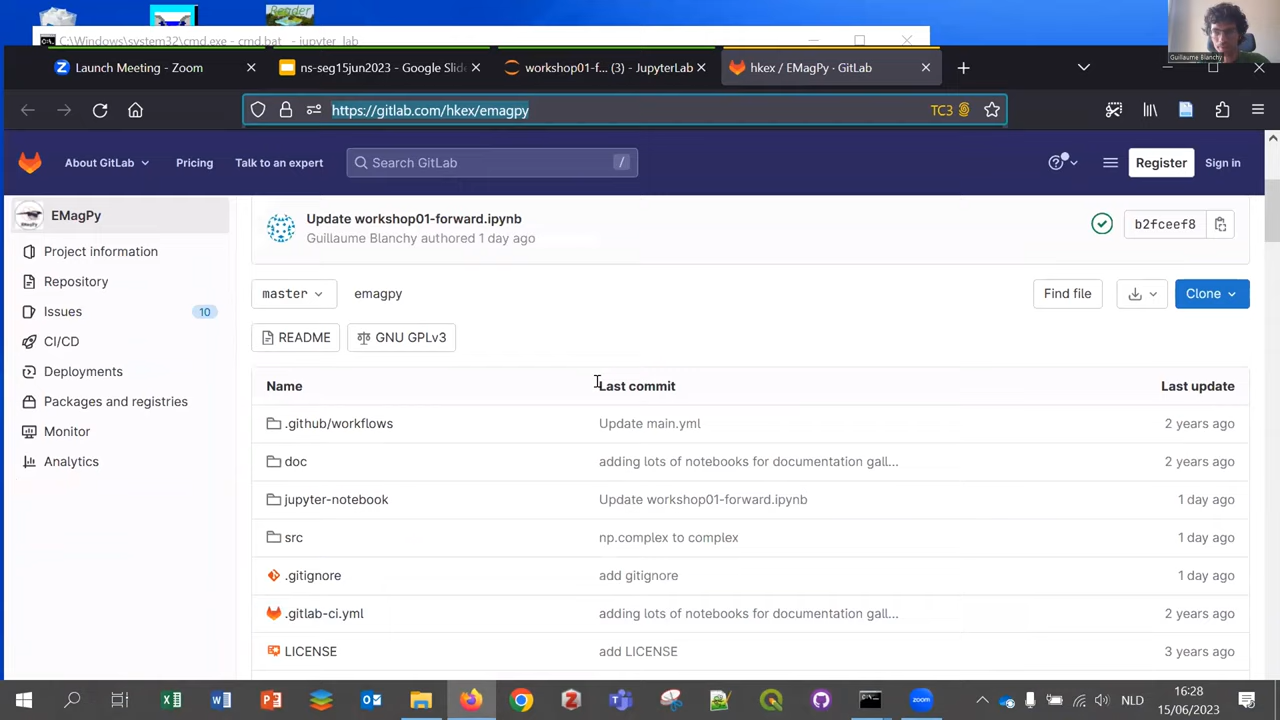 Reader
C:\Windows\system32\cmd.exe - cmd.bat - jupyter lab
Guillaume Blanchy
Launch Meeting - Zoom
ns-seg15jun2023 - Google Slid
workshop01-f... (3) - JupyterLab
hkex / EMagPy · GitLab
https://gitlab.com/hkex/emagpy
TC3
About GitLab
Pricing
Talk to an expert
Search GitLab
/
Register
Sign in
EMagPy
Project information
Repository
Issues
10
CI/CD
Deployments
Packages and registries
Monitor
Analytics
Update workshop01-forward.ipynb
Guillaume Blanchy authored 1 day ago
b2fceef8
master
emagpy
Find file
Clone
README
GNU GPLv3
Name
Last commit
Last update
.github/workflows
Update main.yml
2 years ago
doc
adding lots of notebooks for documentation gall...
2 years ago
jupyter-notebook
Update workshop01-forward.ipynb
1 day ago
src
np.complex to complex
1 day ago
.gitignore
add gitignore
1 day ago
.gitlab-ci.yml
adding lots of notebooks for documentation gall...
2 years ago
LICENSE
add LICENSE
3 years ago
NLD
16:28
15/06/2023